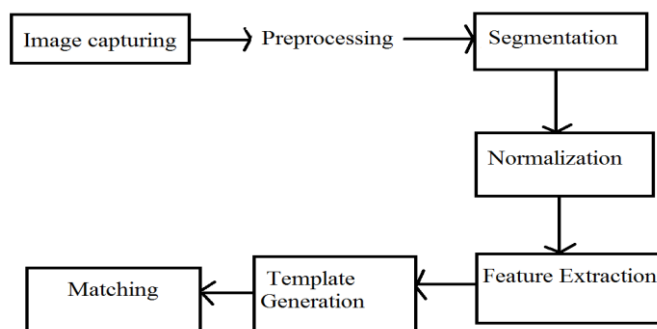 Image capturing
Preprocessing
Segmentation
Normalization
Feature Extraction
Template
Generation
Matching